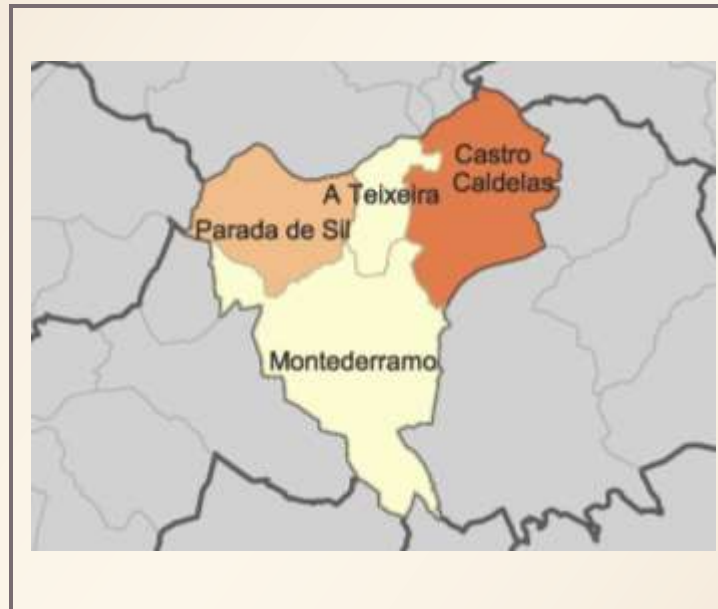 Castro
Caldelas
A Teixeira
Parada de Sil
Montederramo